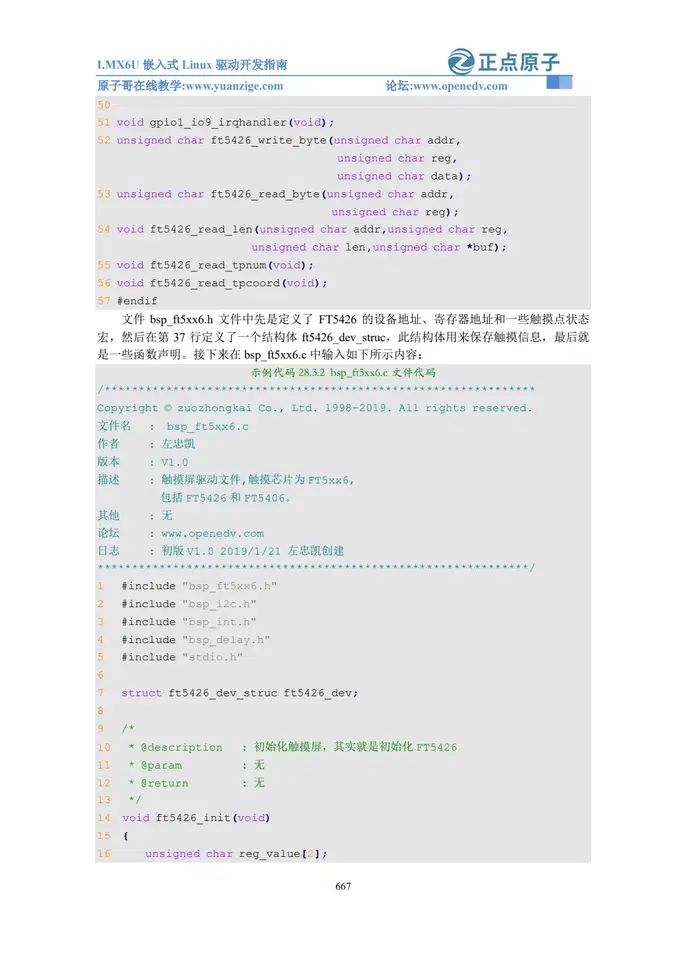 I.MX6U 嵌入式 Linux 驱动开发指南
正点原子
原子哥在线教学:www.yuanzige.com 论坛:www.openedv.com
50
51 void gpio1_io9_irqhandler(void);
52 unsigned char ft5426_write_byte(unsigned char addr,
unsigned char reg,
unsigned char data);
53 unsigned char ft5426_read_byte(unsigned char addr,
unsigned char reg);
54 void ft5426_read_len(unsigned char addr,unsigned char reg,
unsigned char len,unsigned char *buf);
55 void ft5426_read_tpnum(void);
56 void ft5426_read_tpcoord(void);
57 #endif
文件 bsp_ft5xx6.h 文件中先是定义了 FT5426 的设备地址、寄存器地址和一些触摸点状态
宏，然后在第 37 行定义了一个结构体 ft5426_dev_struc，此结构体用来保存触摸信息，最后就
是一些函数声明。接下来在 bsp_ft5xx6.c 中输入如下所示内容：
示例代码 28.3.2 bsp_ft5xx6.c 文件代码
/***************************************************************
Copyright © zuozhongkai Co., Ltd. 1998-2019. All rights reserved.
文件名 : bsp_ft5xx6.c
作者 : 左忠凯
版本 : V1.0
描述 : 触摸屏驱动文件,触摸芯片为 FT5xx6,
包括 FT5426 和 FT5406。
其他 : 无
论坛 : www.openedv.com
日志 : 初版 V1.0 2019/1/21 左忠凯创建
***************************************************************/
1 #include "bsp_ft5xx6.h"
2 #include "bsp_i2c.h"
3 #include "bsp_int.h"
4 #include "bsp_delay.h"
5 #include "stdio.h"
6
7 struct ft5426_dev_struc ft5426_dev;
8
9 /*
10 * @description : 初始化触摸屏，其实就是初始化 FT5426
11 * @param : 无
12 * @return : 无
13 */
14 void ft5426_init(void)
15 {
16 unsigned char reg_value[2];
667